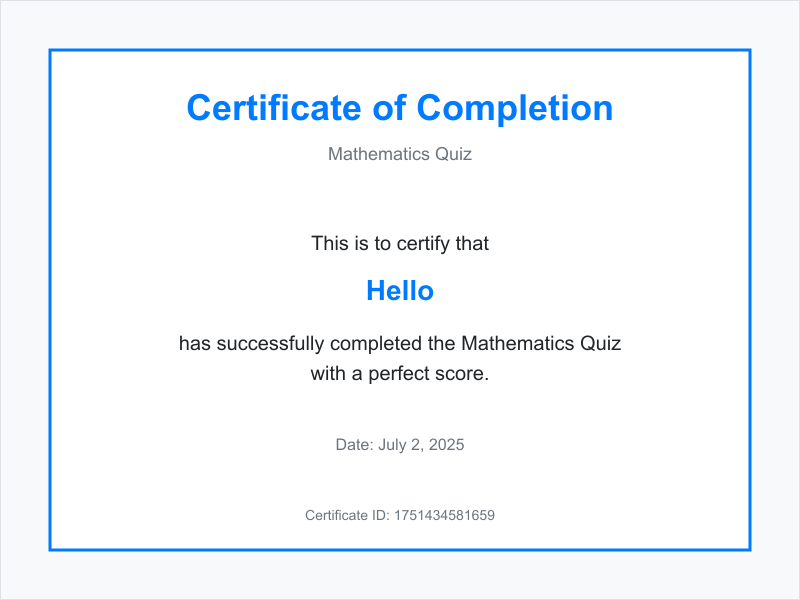 Certificate of Completion
Mathematics Quiz
This is to certify that
Hello
has successfully completed the Mathematics Quiz
with a perfect score.
Date: July 2, 2025
Certificate ID: 1751434581659